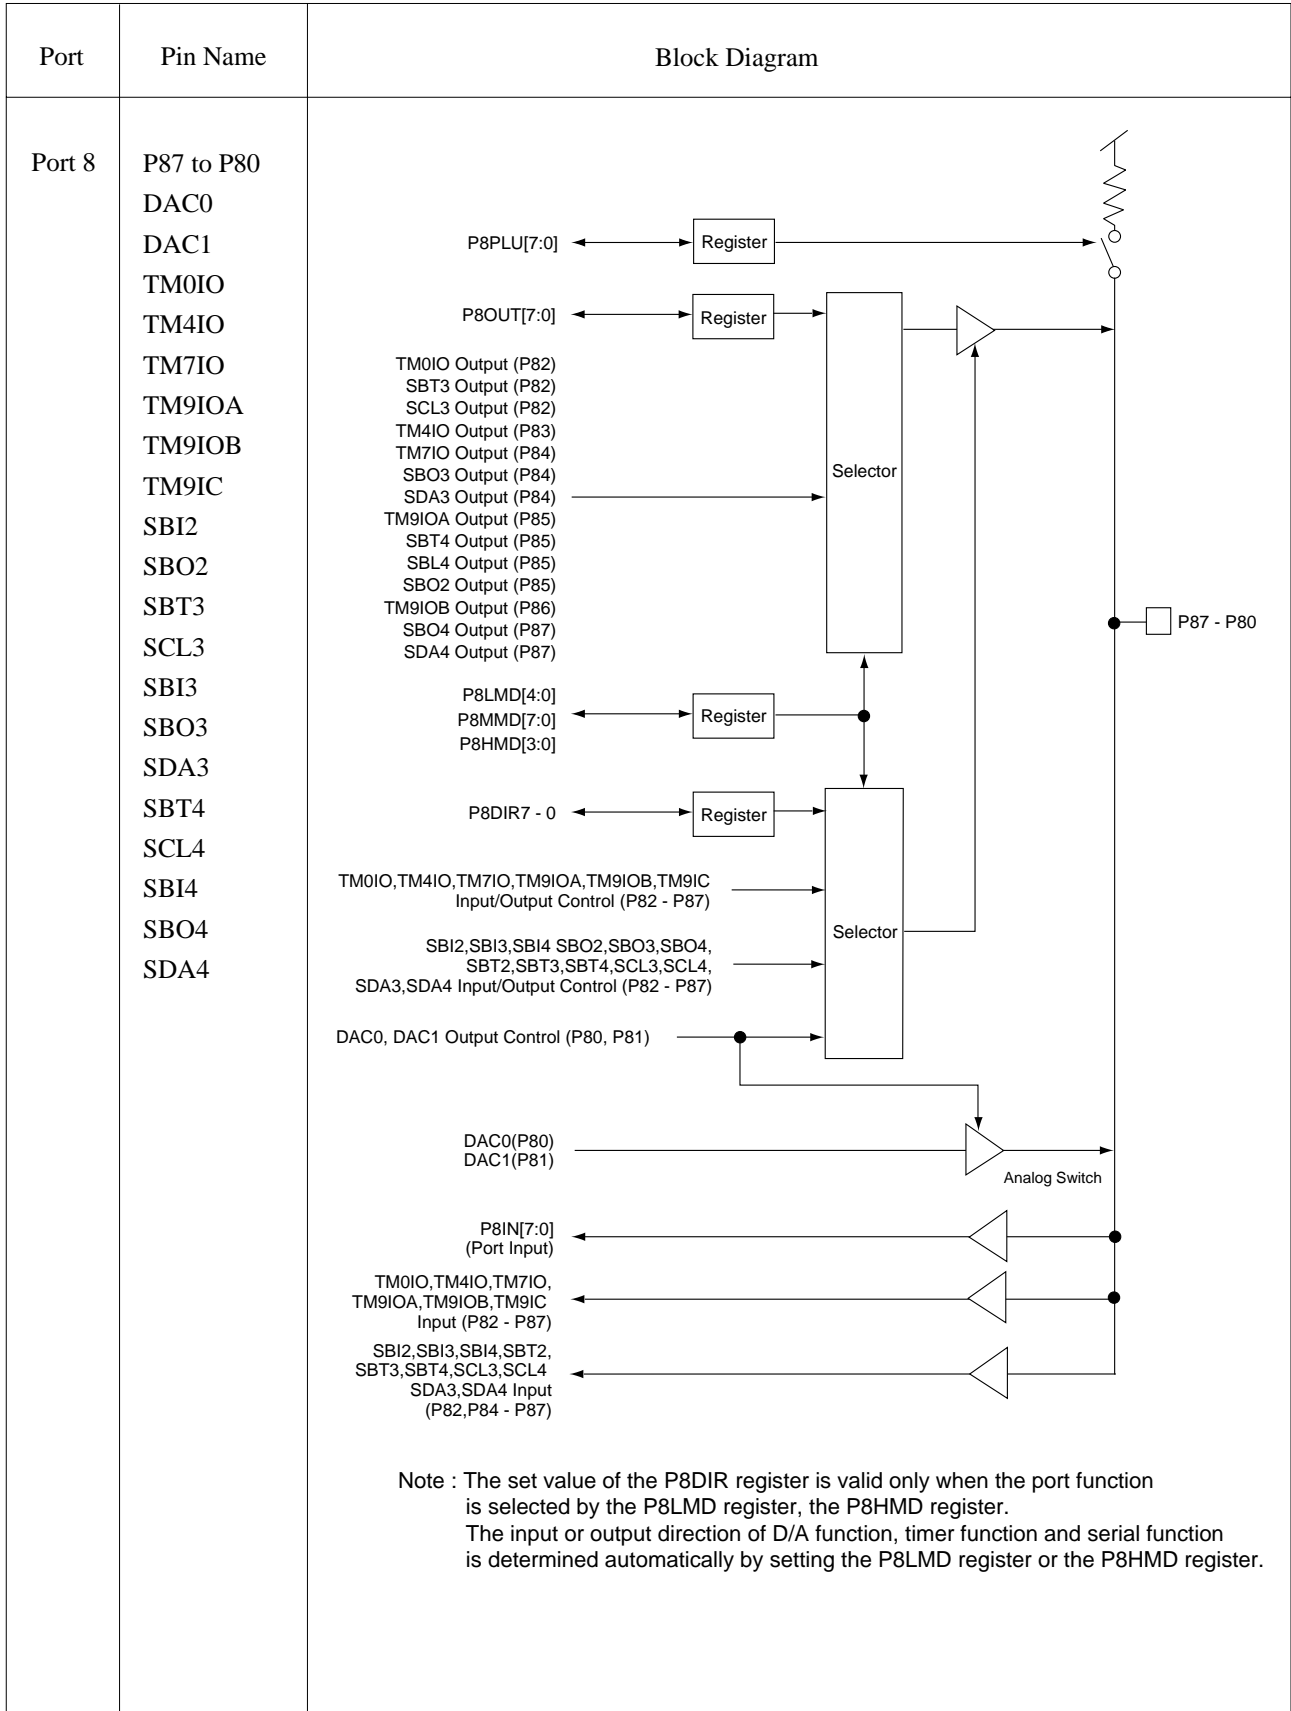 Port
Pin Name
Block Diagram
Port 8
P87 to P80
DAC0
DAC1
TM0IO
TM4IO
TM7IO
TM9IOA
TM9IOB
TM9IC
SBI2
SBO2
SBT3
SCL3
SBI3
SBO3
SDA3
SBT4
SCL4
SBI4
SBO4
SDA4
P8PLU[7:0]
Register
P8OUT[7:0]
Register
TM0IO Output (P82)
SBT3 Output (P82)
SCL3 Output (P82)
TM4IO Output (P83)
TM7IO Output (P84)
SBO3 Output (P84)
SDA3 Output (P84)
TM9IOA Output (P85)
SBT4 Output (P85)
SBL4 Output (P85)
SBO2 Output (P85)
TM9IOB Output (P86)
SBO4 Output (P87)
SDA4 Output (P87)
Selector
P87 - P80
P8LMD[4:0]
P8MMD[7:0]
P8HMD[3:0]
Register
P8DIR7 - 0
Register
TM0IO,TM4IO,TM7IO,TM9IOA,TM9IOB,TM9IC
Input/Output Control (P82 - P87)
Selector
SBI2,SBI3,SBI4 SBO2,SBO3,SBO4,
SBT2,SBT3,SBT4,SCL3,SCL4,
SDA3,SDA4 Input/Output Control (P82 - P87)
DAC0, DAC1 Output Control (P80, P81)
DAC0(P80)
DAC1(P81)
Analog Switch
P8IN[7:0]
(Port Input)
TM0IO,TM4IO,TM7IO,
TM9IOA,TM9IOB,TM9IC
Input (P82 - P87)
SBI2,SBI3,SBI4,SBT2,
SBT3,SBT4,SCL3,SCL4
SDA3,SDA4 Input
(P82,P84 - P87)
Note : The set value of the P8DIR register is valid only when the port function
is selected by the P8LMD register, the P8HMD register.
The input or output direction of D/A function, timer function and serial function
is determined automatically by setting the P8LMD register or the P8HMD register.